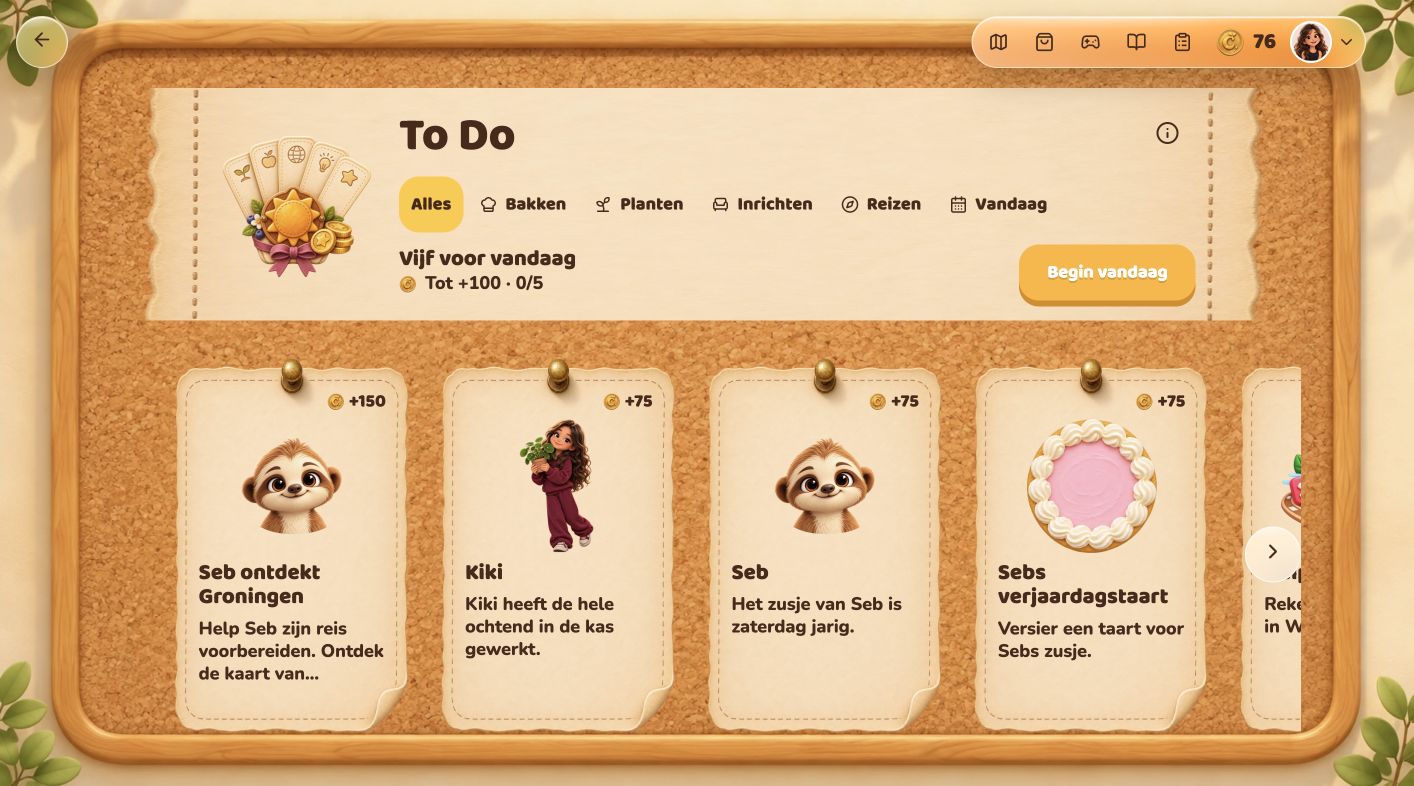 76
To Do
Alles
Bakken
Planten
Inrichten
Reizen
Vandaag
Vijf voor vandaag
Tot +100 · 0/5
Begin vandaag
+150
Seb ontdekt
Groningen
Help Seb zijn reis
voorbereiden. Ontdek
de kaart van...
+75
Kiki
Kiki heeft de hele
ochtend in de kas
gewerkt.
+75
Seb
Het zusje van Seb is
zaterdag jarig.
+75
Sebs
verjaardagstaart
Versier een taart voor
Sebs zusje.
in W